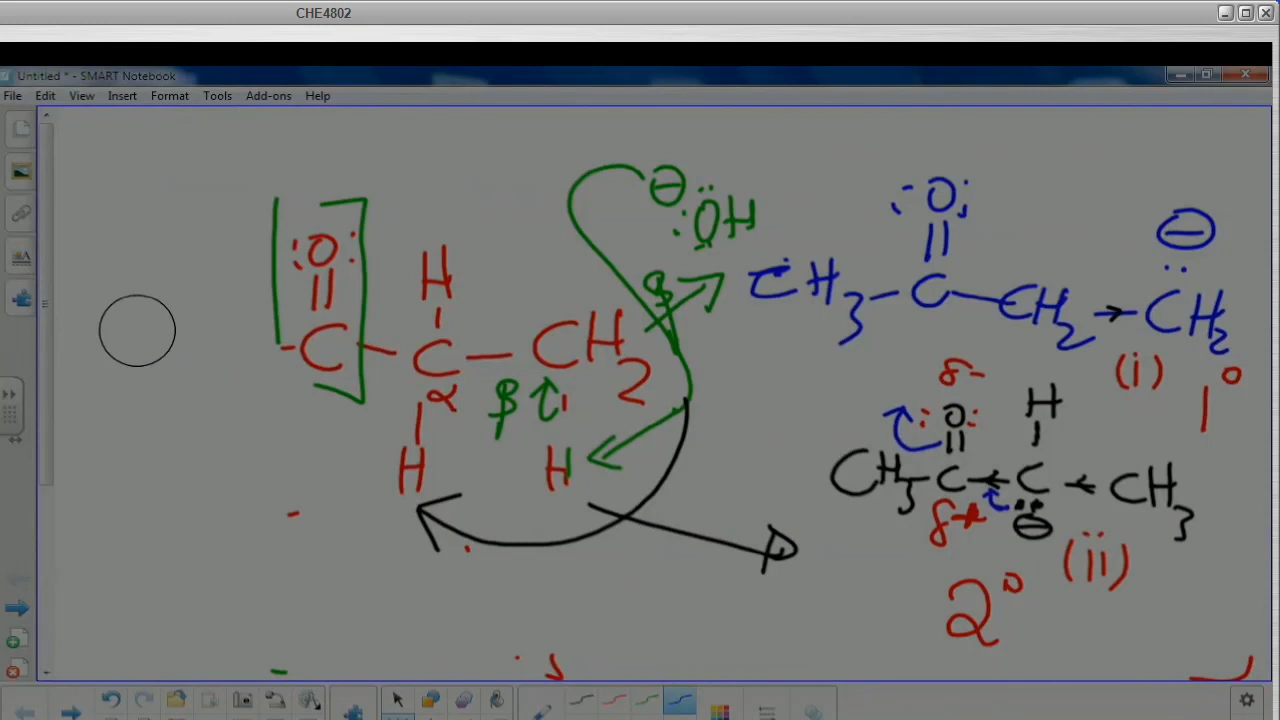 CHE4802
Untitled * - SMART Notebook
File Edit View Insert Format Tools Add-ons Help
⊖
:ÖH
:O:
H
C - C - CH2
α β
H H
:O:
CH3 - C - CH2 → CH2
⊖
(i)
1°
δ-
:O: H
CH3 - C ← C ← CH3
δ+ ⊖
(ii)
2°